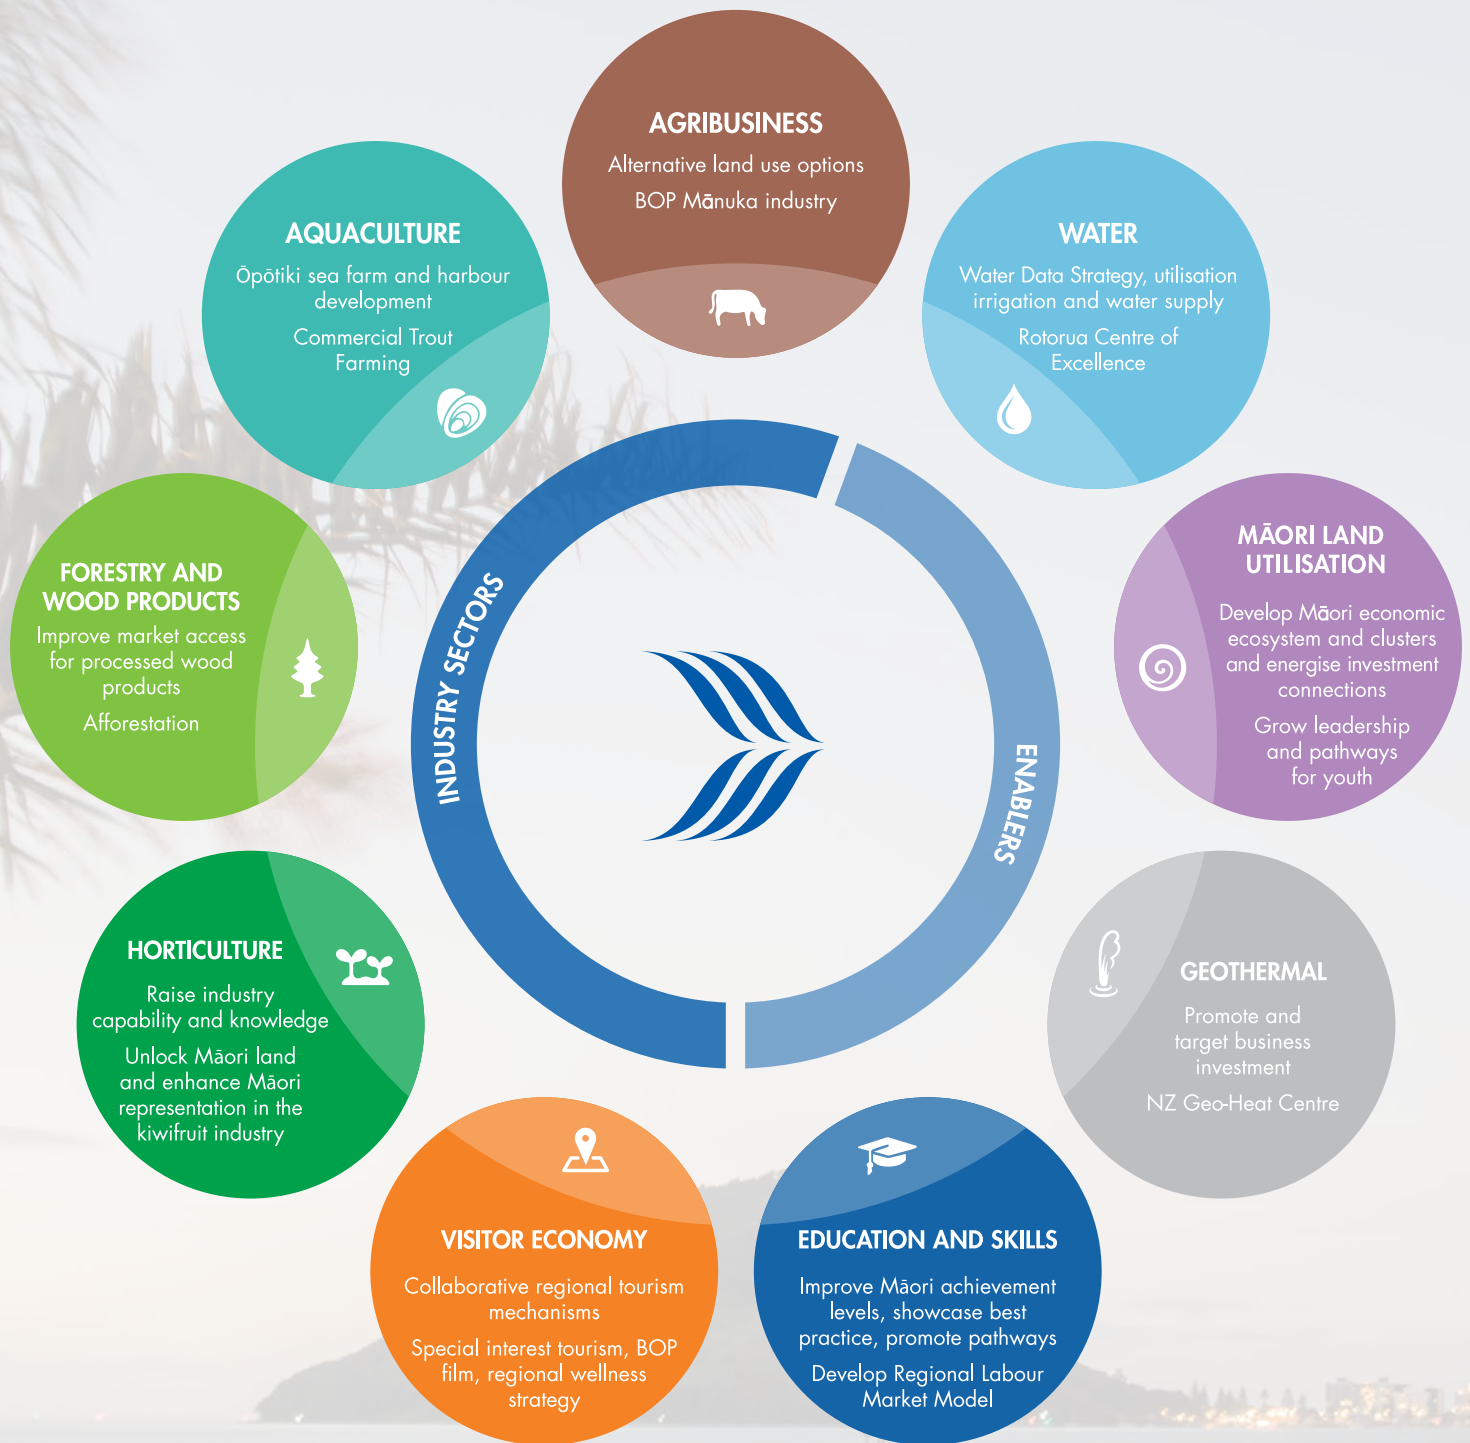 AGRIBUSINESS
Alternative land use options
BOP Mānuka industry
WATER
Water Data Strategy, utilisation
irrigation and water supply
Rotorua Centre of
Excellence
MĀORI LAND
UTILISATION
Develop Māori economic
ecosystem and clusters
and energise investment
connections
Grow leadership
and pathways
for youth
GEOTHERMAL
Promote and
target business
investment
NZ Geo-Heat Centre
EDUCATION AND SKILLS
Improve Māori achievement
levels, showcase best
practice, promote pathways
Develop Regional Labour
Market Model
VISITOR ECONOMY
Collaborative regional tourism
mechanisms
Special interest tourism, BOP
film, regional wellness
strategy
HORTICULTURE
Raise industry
capability and knowledge
Unlock Māori land
and enhance Māori
representation in the
kiwifruit industry
FORESTRY AND
WOOD PRODUCTS
Improve market access
for processed wood
products
Afforestation
AQUACULTURE
Ōpōtiki sea farm and harbour
development
Commercial Trout
Farming
INDUSTRY SECTORS
ENABLERS